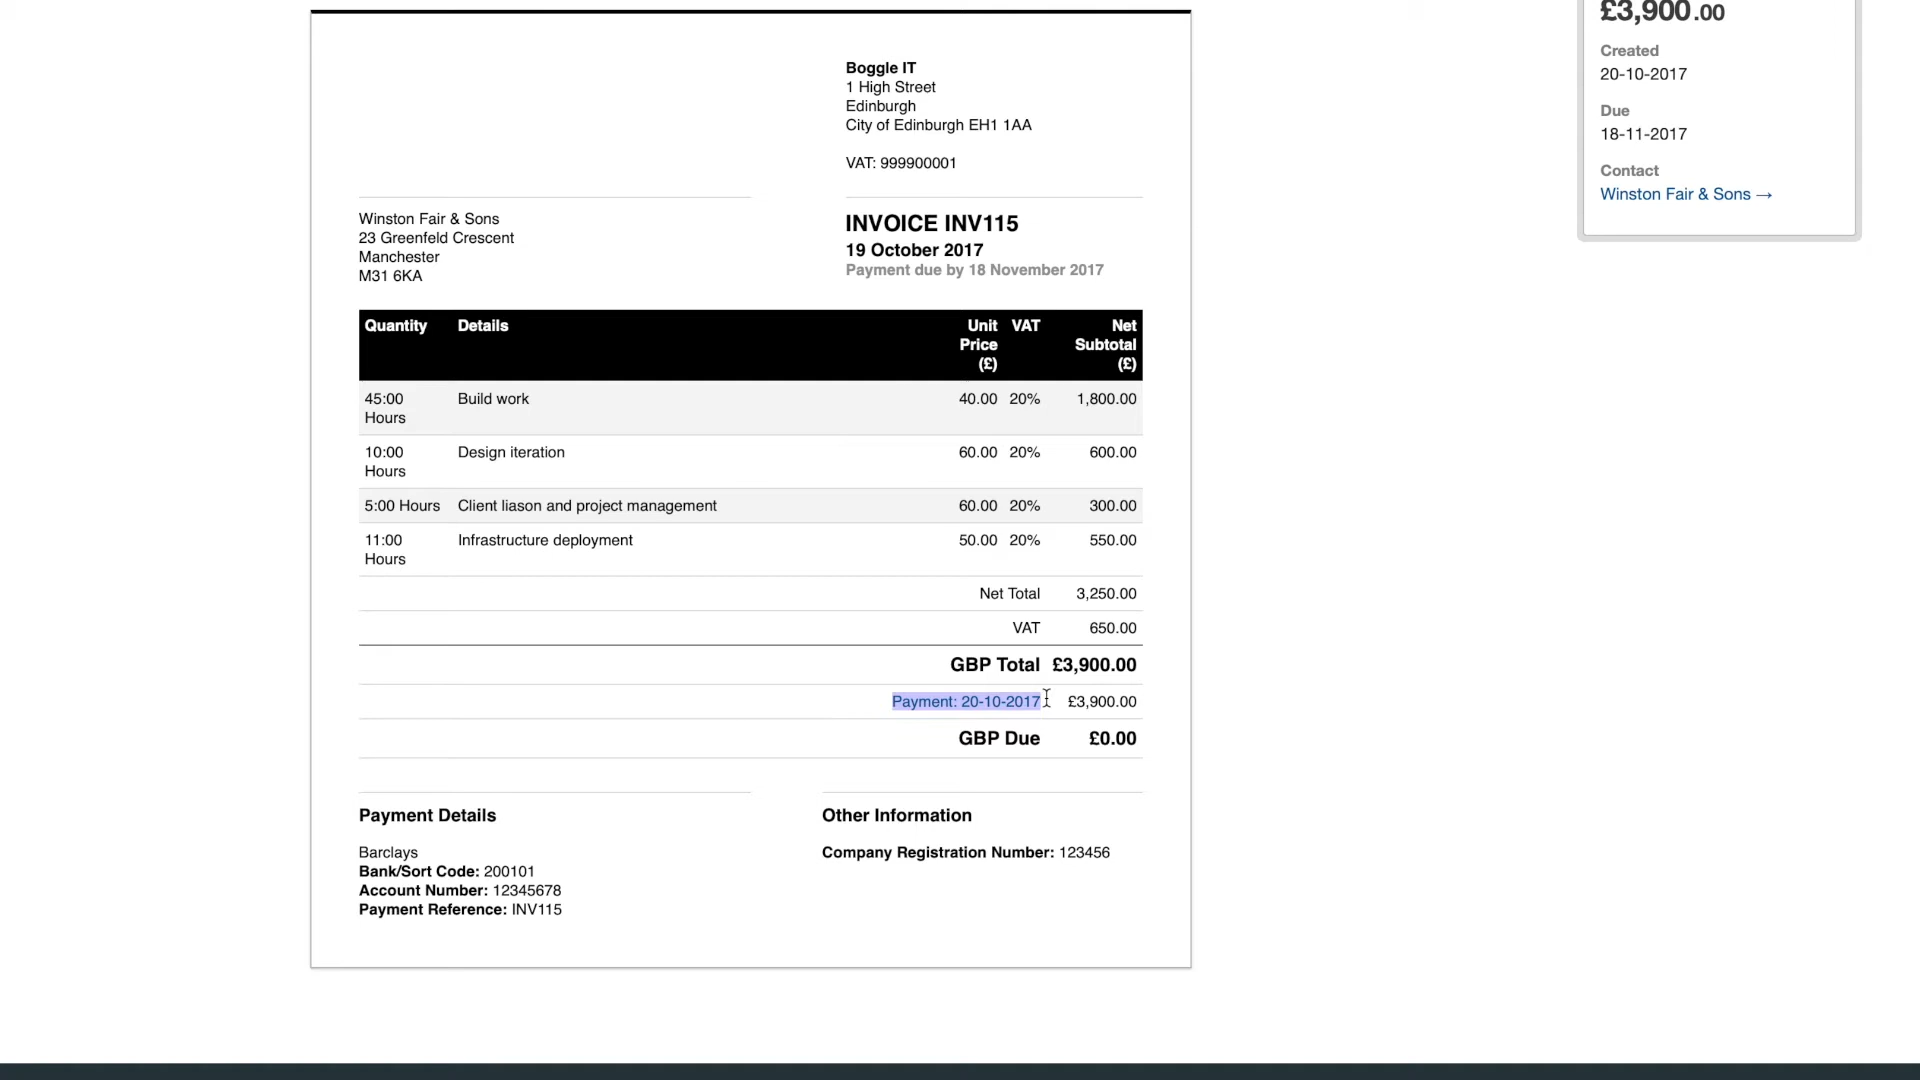 Boggle IT
1 High Street
Edinburgh
City of Edinburgh EH1 1AA
VAT: 999900001
Winston Fair & Sons
23 Greenfeld Crescent
Manchester
M31 6KA
INVOICE INV115
19 October 2017
Payment due by 18 November 2017
Quantity Details Unit Price (£) VAT Net Subtotal (£)
45:00 Hours Build work 40.00 20% 1,800.00
10:00 Hours Design iteration 60.00 20% 600.00
5:00 Hours Client liason and project management 60.00 20% 300.00
11:00 Hours Infrastructure deployment 50.00 20% 550.00
Net Total 3,250.00
VAT 650.00
GBP Total £3,900.00
Payment: 20-10-2017 £3,900.00
GBP Due £0.00
Payment Details
Barclays
Bank/Sort Code: 200101
Account Number: 12345678
Payment Reference: INV115
Other Information
Company Registration Number: 123456
£3,900.00
Created
20-10-2017
Due
18-11-2017
Contact
Winston Fair & Sons →